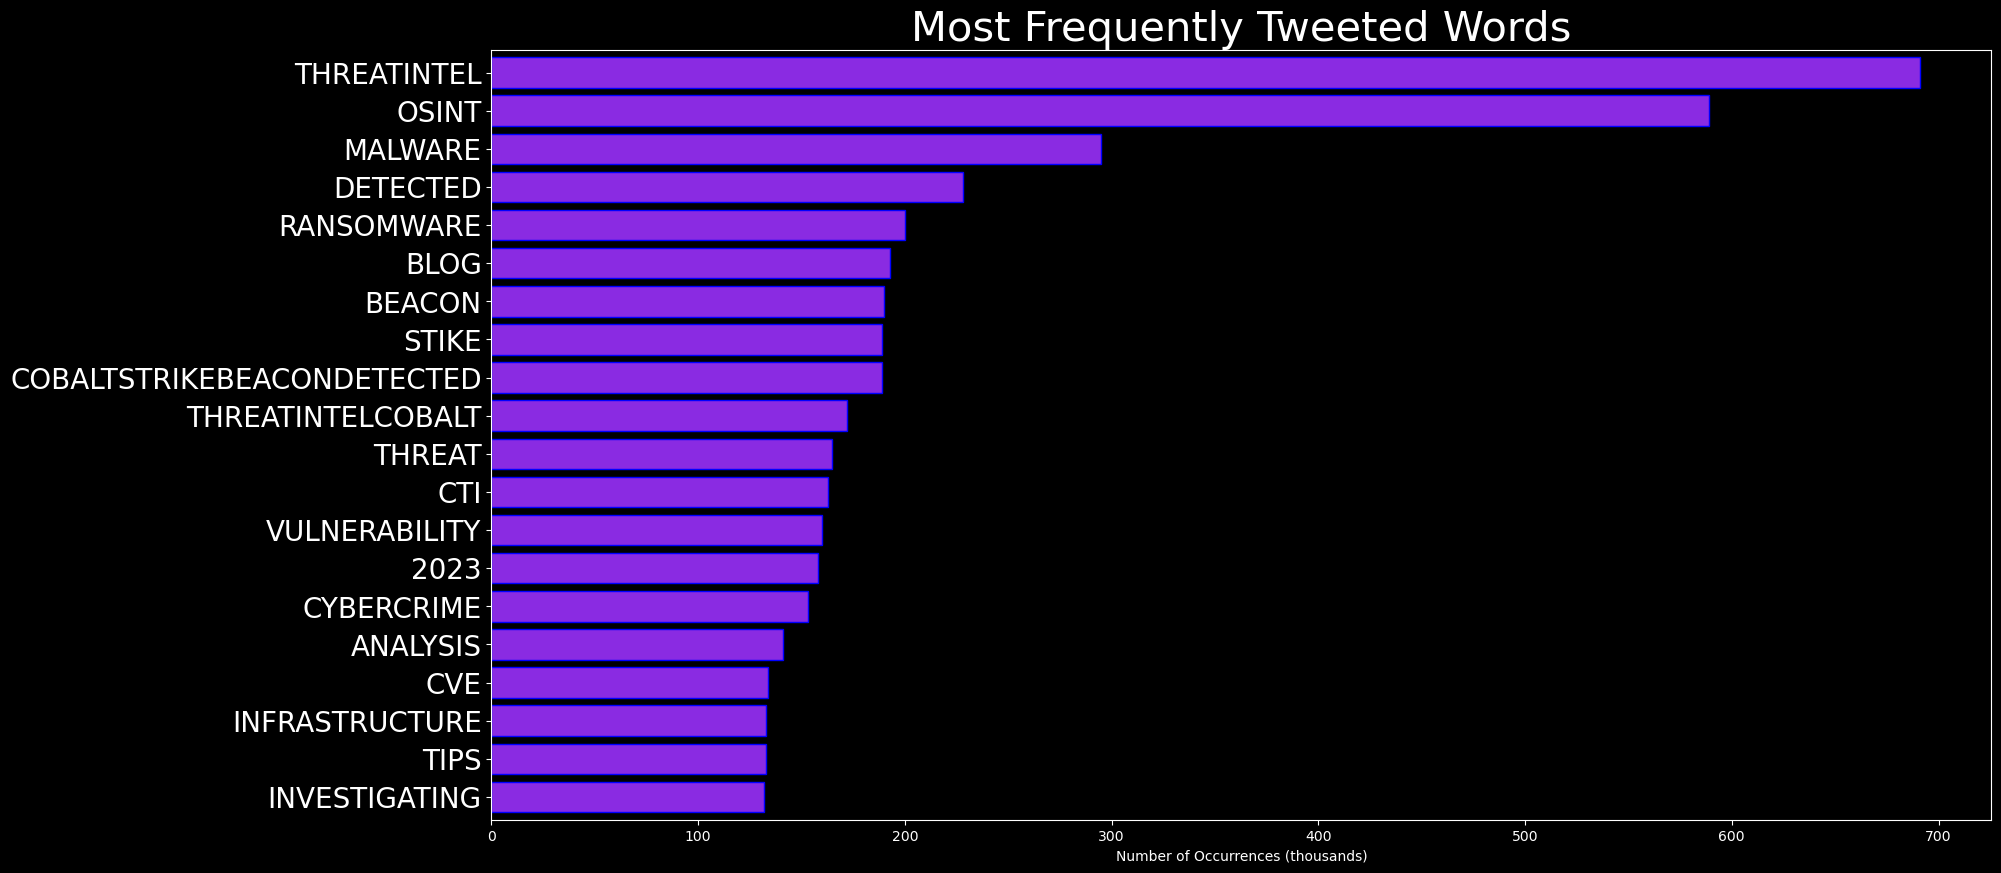 Most Frequently Tweeted Words
THREATINTEL
OSINT
MALWARE
DETECTED
RANSOMWARE
BLOG
BEACON
STIKE
COBALTSTRIKEBEACONDETECTED
THREATINTELCOBALT
THREAT
CTI
VULNERABILITY
2023
CYBERCRIME
ANALYSIS
CVE
INFRASTRUCTURE
TIPS
INVESTIGATING
0 100 200 300 400 500 600 700
Number of Occurrences (thousands)